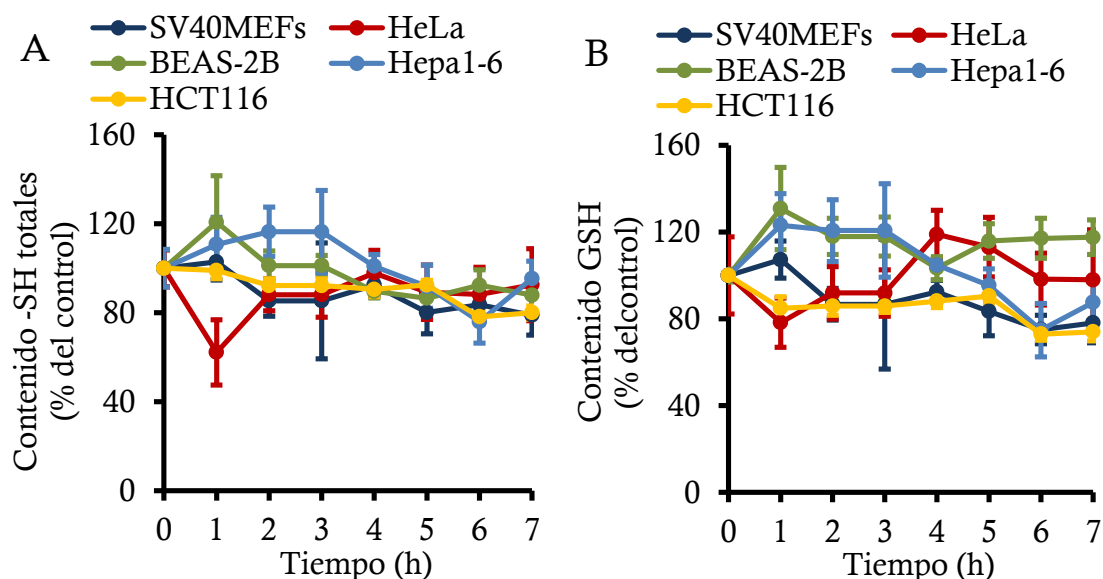 A
SV40MEFs HeLa
BEAS-2B Hepa1-6
HCT116
Contenido -SH totales
(% del control)
160
120
80
40
0
0 1 2 3 4 5 6 7
Tiempo (h)
B
SV40MEFs HeLa
BEAS-2B Hepa1-6
HCT116
Contenido GSH
(% delcontrol)
160
120
80
40
0
0 1 2 3 4 5 6 7
Tiempo (h)